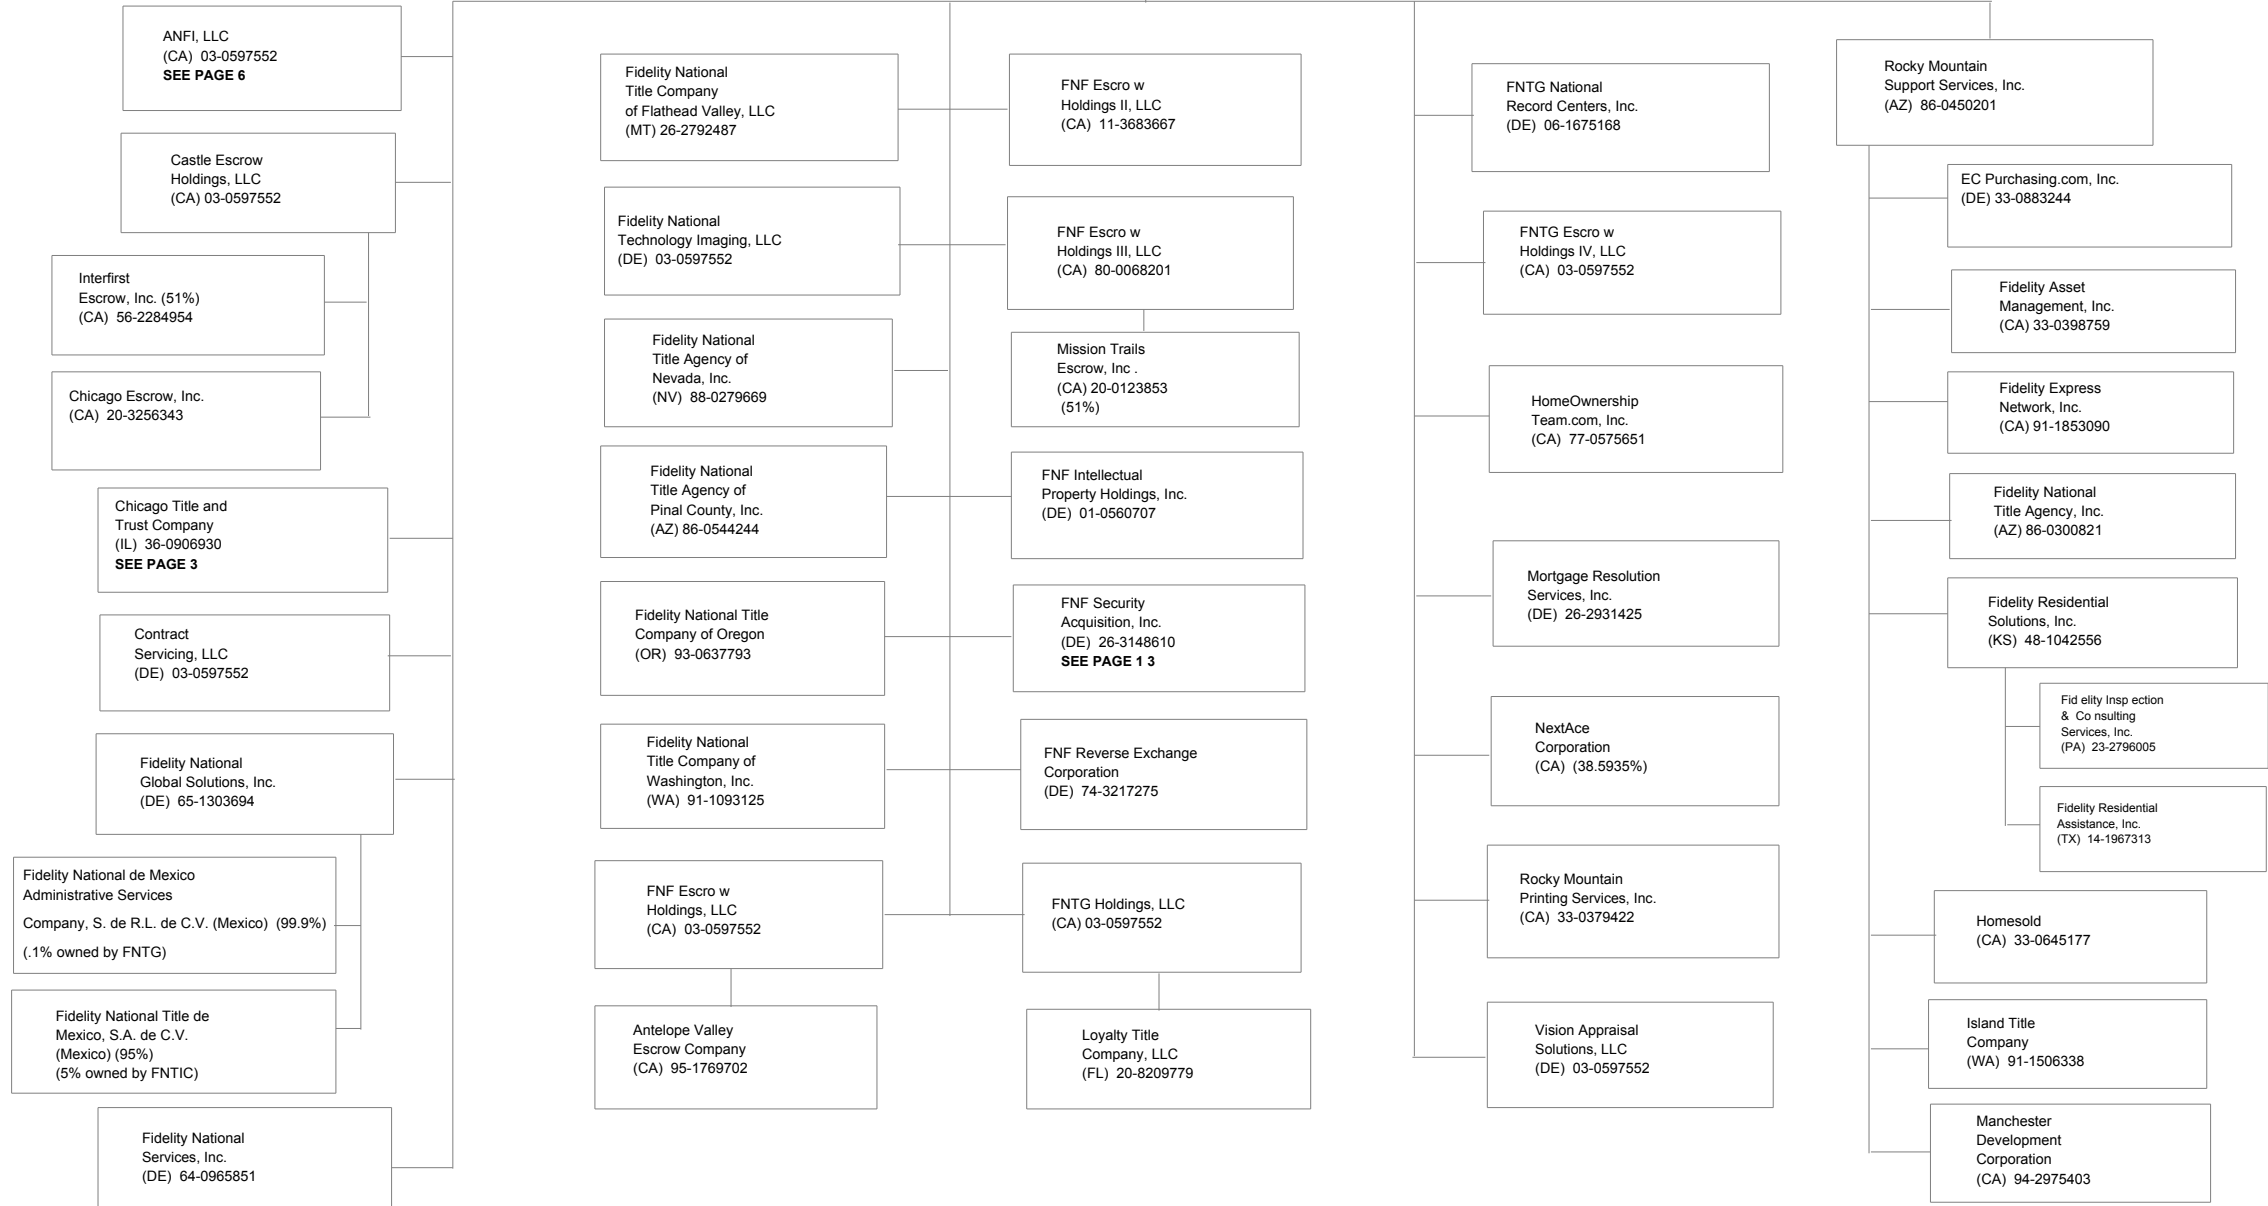 ANFI, LLC
(CA) 03-0597552
SEE PAGE 6
Castle Escrow
Holdings, LLC
(CA) 03-0597552
Interfirst
Escrow, Inc. (51%)
(CA) 56-2284954
Chicago Escrow, Inc.
(CA) 20-3256343
Chicago Title and
Trust Company
(IL) 36-0906930
SEE PAGE 3
Contract
Servicing, LLC
(DE) 03-0597552
Fidelity National
Global Solutions, Inc.
(DE) 65-1303694
Fidelity National de Mexico
Administrative Services
Company, S. de R.L. de C.V. (Mexico) (99.9%)
(.1% owned by FNTG)
Fidelity National Title de
Mexico, S.A. de C.V.
(Mexico) (95%)
(5% owned by FNTIC)
Fidelity National
Services, Inc.
(DE) 64-0965851
Fidelity National
Title Company
of Flathead Valley, LLC
(MT) 26-2792487
Fidelity National
Technology Imaging, LLC
(DE) 03-0597552
Fidelity National
Title Agency of
Nevada, Inc.
(NV) 88-0279669
Fidelity National
Title Agency of
Pinal County, Inc.
(AZ) 86-0544244
Fidelity National Title
Company of Oregon
(OR) 93-0637793
Fidelity National
Title Company of
Washington, Inc.
(WA) 91-1093125
FNF Escro w
Holdings, LLC
(CA) 03-0597552
Antelope Valley
Escrow Company
(CA) 95-1769702
FNF Escro w
Holdings II, LLC
(CA) 11-3683667
FNF Escro w
Holdings III, LLC
(CA) 80-0068201
Mission Trails
Escrow, Inc .
(CA) 20-0123853
(51%)
FNF Intellectual
Property Holdings, Inc.
(DE) 01-0560707
FNF Security
Acquisition, Inc.
(DE) 26-3148610
SEE PAGE 1 3
FNF Reverse Exchange
Corporation
(DE) 74-3217275
FNTG Holdings, LLC
(CA) 03-0597552
Loyalty Title
Company, LLC
(FL) 20-8209779
FNTG National
Record Centers, Inc.
(DE) 06-1675168
FNTG Escro w
Holdings IV, LLC
(CA) 03-0597552
HomeOwnership
Team.com, Inc.
(CA) 77-0575651
Mortgage Resolution
Services, Inc.
(DE) 26-2931425
NextAce
Corporation
(CA) (38.5935%)
Rocky Mountain
Printing Services, Inc.
(CA) 33-0379422
Vision Appraisal
Solutions, LLC
(DE) 03-0597552
Rocky Mountain
Support Services, Inc.
(AZ) 86-0450201
EC Purchasing.com, Inc.
(DE) 33-0883244
Fidelity Asset
Management, Inc.
(CA) 33-0398759
Fidelity Express
Network, Inc.
(CA) 91-1853090
Fidelity National
Title Agency, Inc.
(AZ) 86-0300821
Fidelity Residential
Solutions, Inc.
(KS) 48-1042556
Fid elity Insp ection
& Co nsulting
Services, Inc.
(PA) 23-2796005
Fidelity Residential
Assistance, Inc.
(TX) 14-1967313
Homesold
(CA) 33-0645177
Island Title
Company
(WA) 91-1506338
Manchester
Development
Corporation
(CA) 94-2975403